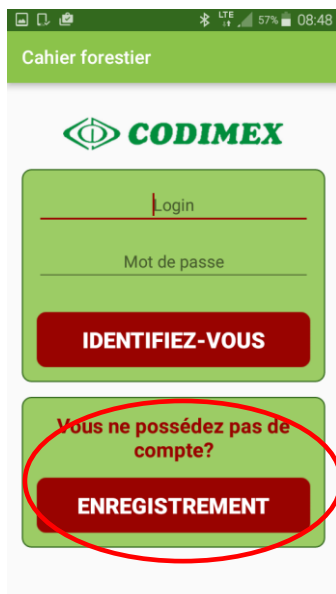 LTE 57% 08:48
Cahier forestier
CODIMEX
Login
Mot de passe
IDENTIFIEZ-VOUS
Vous ne possédez pas de
compte?
ENREGISTREMENT